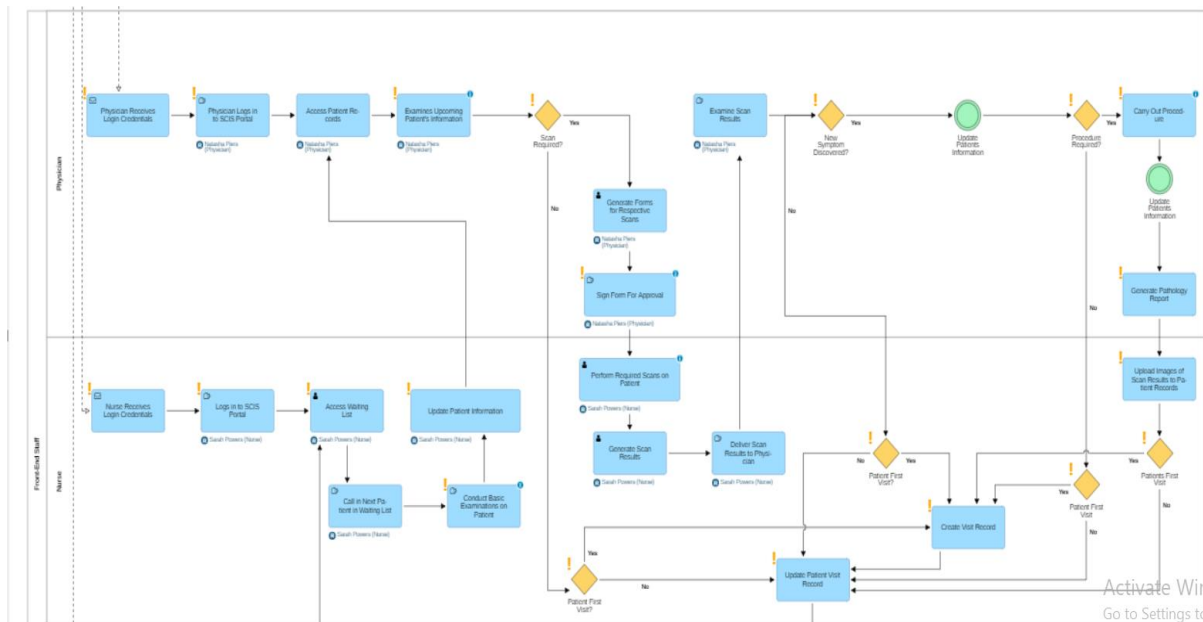 Physician Receives
Login Credentials
Physician Logs in
to SCIS Portal
Natasha Piers
(Physician)
Access Patient Re-
cords
Natasha Piers
(Physician)
Examines Upcoming
Patient's Information
Natasha Piers
(Physician)
Scan
Required?
Yes
No
Generate Forms
for Respective
Scans
Natasha Piers
(Physician)
Sign Form For Approval
Natasha Piers (Physician)
Examine Scan
Results
Natasha Piers
(Physician)
New
Symptom
Discovered?
Yes
No
Update
Patients
Information
Procedure
Required?
Yes
No
Carry Out Proced-
ure
Update
Patients
Information
Generate Pathology
Report
Physician
Front-End Staff
Nurse
Nurse Receives
Login Credentials
Logs in to SCIS
Portal
Sarah Powers (Nurse)
Access Waiting
List
Sarah Powers (Nurse)
Update Patient Information
Sarah Powers (Nurse)
Call in Next Pa-
tient in Waiting List
Sarah Powers (Nurse)
Conduct Basic
Examinations on
Patient
Perform Required Scans on
Patient
Sarah Powers (Nurse)
Generate Scan
Results
Sarah Powers (Nurse)
Deliver Scan
Results to Physi-
cian
Sarah Powers (Nurse)
Upload Images of
Scan Results to Pa-
tient Records
No
Yes
Patient First
Visit?
Yes
Patients First
Visit
No
Yes
Patient First
Visit
No
Create Visit Record
Yes
No
Patient First
Visit?
Update Patient Visit
Record
Activate Wi
Go to Settings to